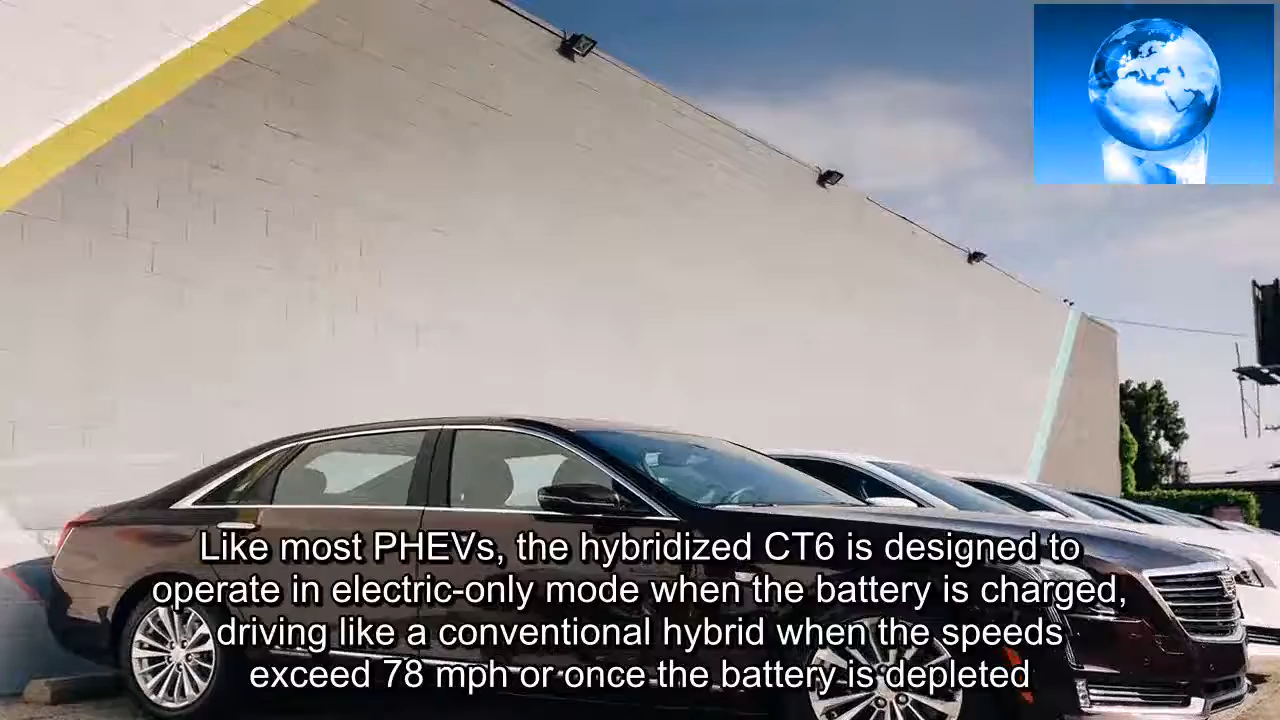 Like most PHEVs, the hybridized CT6 is designed to
operate in electric-only mode when the battery is charged,
driving like a conventional hybrid when the speeds
exceed 78 mph or once the battery is depleted